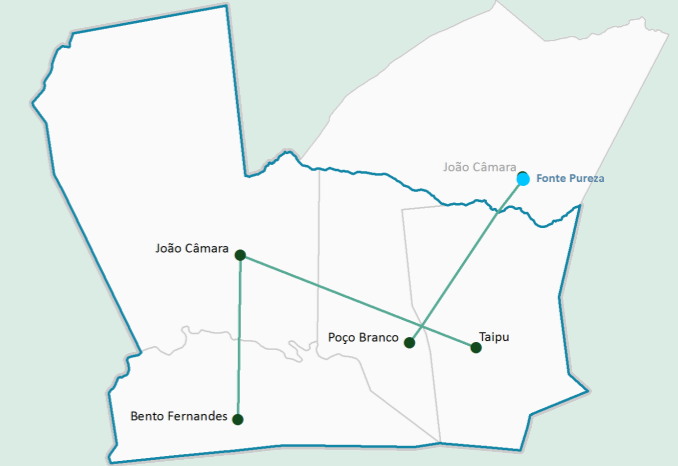 João Câmara
Fonte Pureza
João Câmara
Poço Branco
Taipu
Bento Fernandes